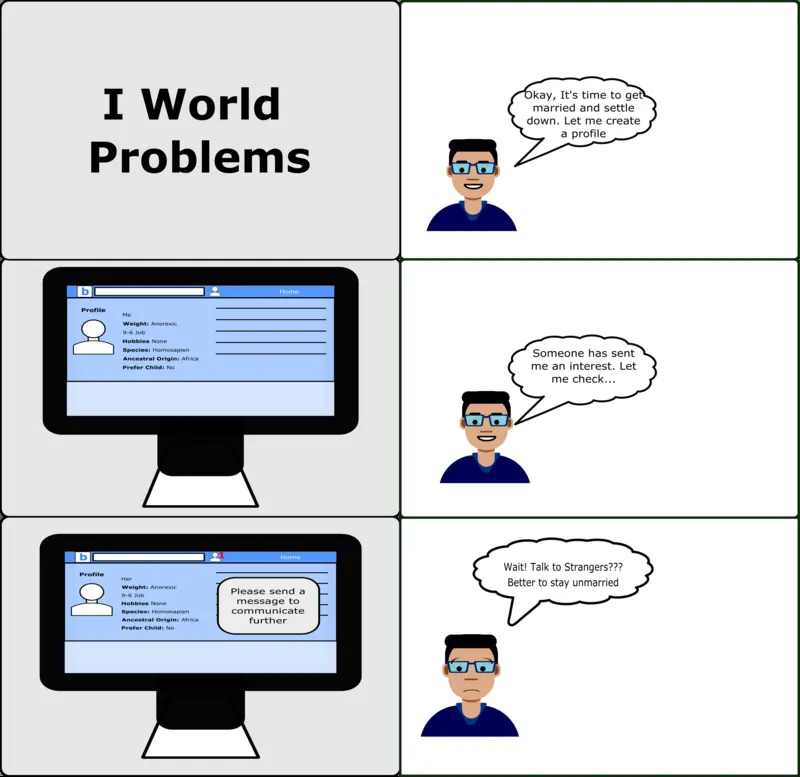 I World
Problems
Okay, It's time to get
married and settle
down. Let me create
a profile
b
Home
Profile
Me
Weight: Anorexic
9-6 Job
Hobbies None
Species: Homosapien
Ancestral Origin: Africa
Prefer Child: No
Someone has sent
me an interest. Let
me check...
b
Home
Profile
Her
Weight: Anorexic
9-6 Job
Hobbies None
Species: Homosapien
Ancestral Origin: Africa
Prefer Child: No
Please send a
message to
communicate
further
Wait! Talk to Strangers???
Better to stay unmarried